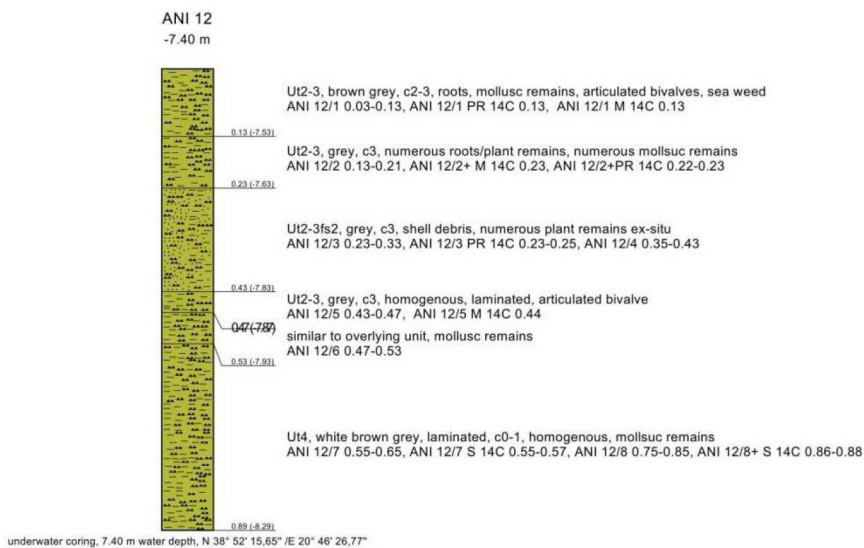 ANI 12
-7.40 m
Ut2-3, brown grey, c2-3, roots, mollusc remains, articulated bivalves, sea weed
ANI 12/1 0.03-0.13, ANI 12/1 PR 14C 0.13, ANI 12/1 M 14C 0.13
0.13 (-7.53)
Ut2-3, grey, c3, numerous roots/plant remains, numerous mollsuc remains
ANI 12/2 0.13-0.21, ANI 12/2+ M 14C 0.23, ANI 12/2+PR 14C 0.22-0.23
0.23 (-7.63)
Ut2-3fs2, grey, c3, shell debris, numerous plant remains ex-situ
ANI 12/3 0.23-0.33, ANI 12/3 PR 14C 0.23-0.25, ANI 12/4 0.35-0.43
0.43 (-7.83)
Ut2-3, grey, c3, homogenous, laminated, articulated bivalve
ANI 12/5 0.43-0.47, ANI 12/5 M 14C 0.44
0.47 (-7.87)
similar to overlying unit, mollusc remains
ANI 12/6 0.47-0.53
0.53 (-7.93)
Ut4, white brown grey, laminated, c0-1, homogenous, mollsuc remains
ANI 12/7 0.55-0.65, ANI 12/7 S 14C 0.55-0.57, ANI 12/8 0.75-0.85, ANI 12/8+ S 14C 0.86-0.88
0.89 (-8.29)
underwater coring, 7.40 m water depth, N 38° 52' 15,65" /E 20° 46' 26,77"